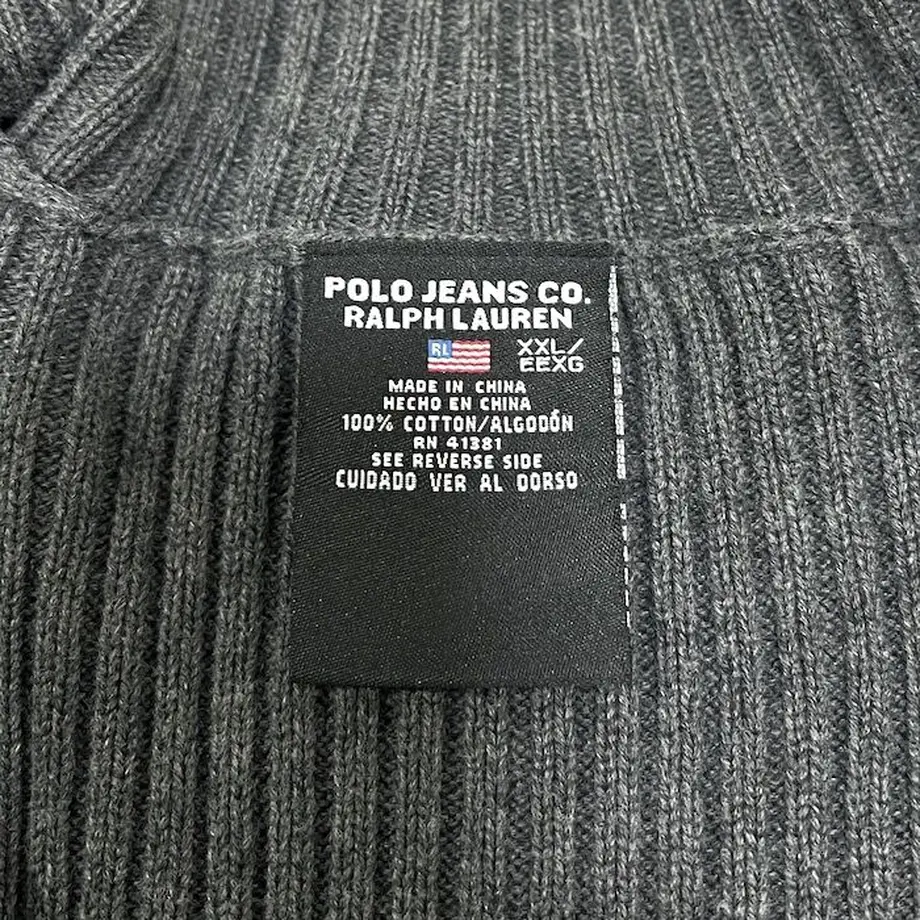 POLO JEANS CO.
RALPH LAUREN
RL
XXL/
EEXG
MADE IN CHINA
HECHO EN CHINA
100% COTTON/ALGODÓN
RN 41381
SEE REVERSE SIDE
CUIDADO VER AL DORSO